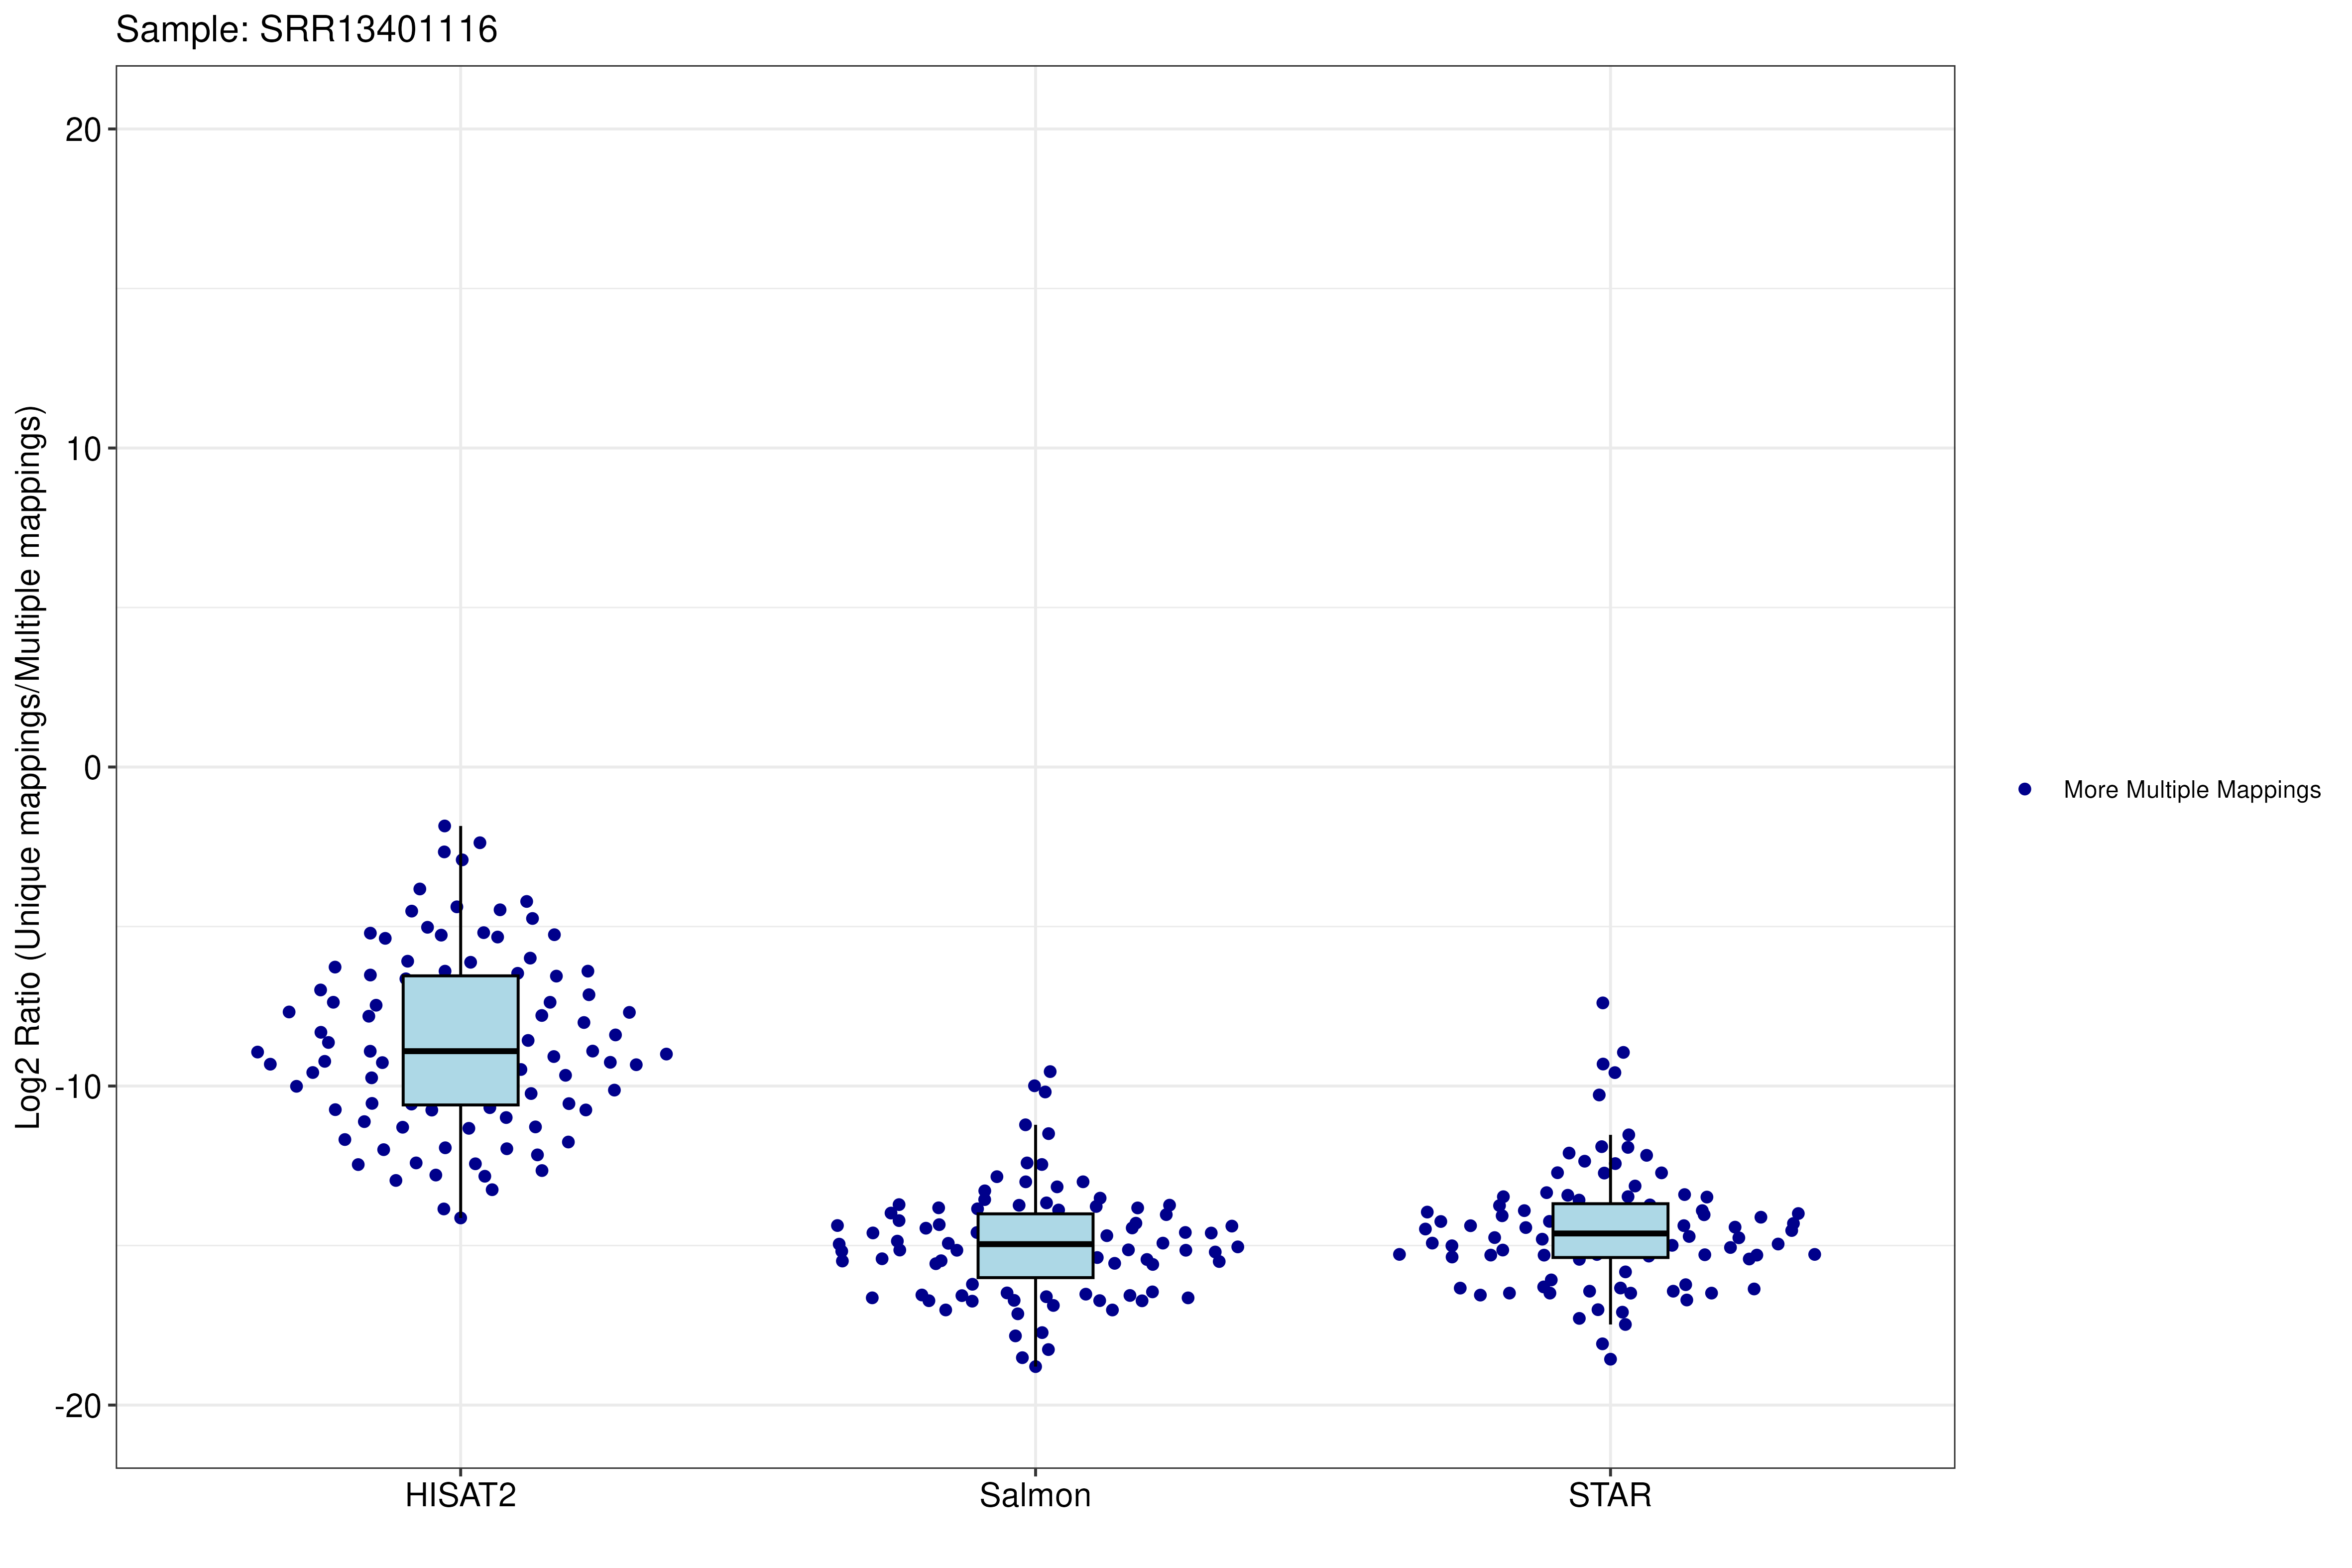 Sample: SRR13401116
Log2 Ratio (Unique mappings/Multiple mappings)
20
10
0
-10
-20
HISAT2
Salmon
STAR
More Multiple Mappings